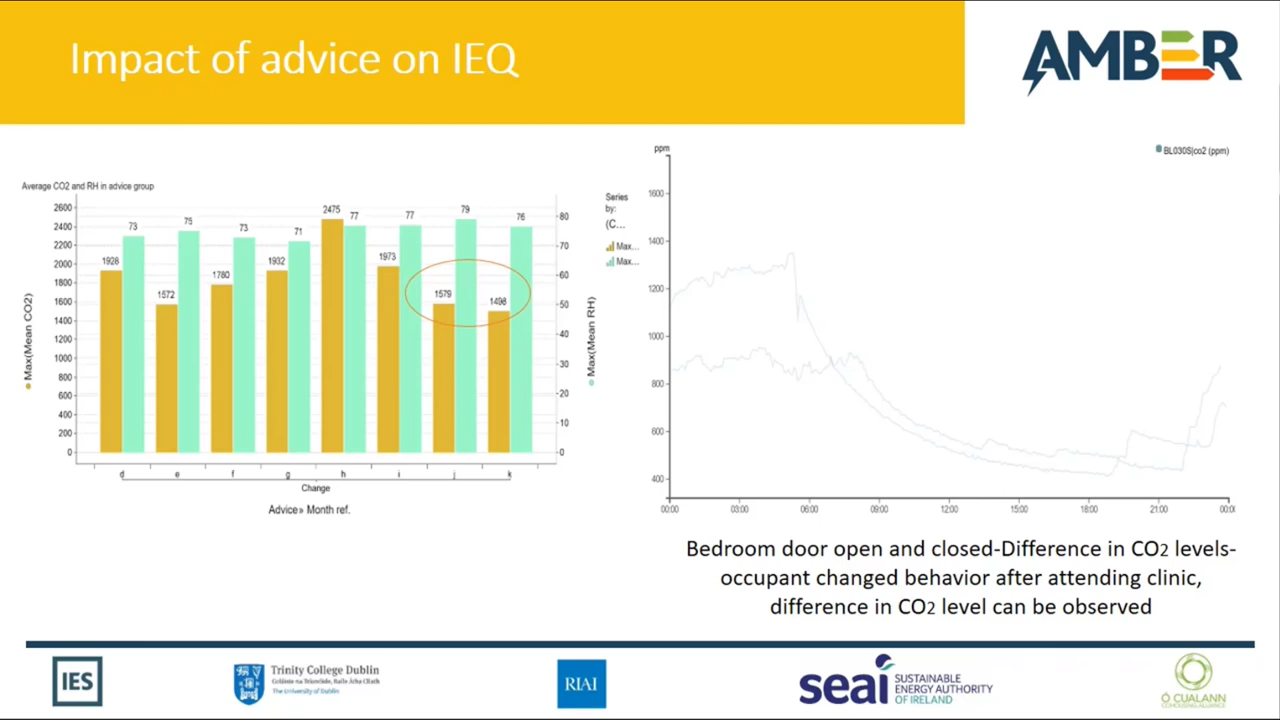 Impact of advice on IEQ
AMBER
Average CO2 and RH in advice group
2600
2400
2200
2000
1800
1600
1400
1200
1000
800
600
400
200
0
Max(Mean CO2)
1928
73
1572
75
1780
73
1932
71
2475
77
1973
77
1579
79
1498
76
80
70
60
50
40
30
20
10
0
Max(Mean RH)
d e f g h i j k
Change
Advice» Month ref.
Series
by:
(C...
Max...
Max...
ppm
BL030S|co2 (ppm)
1600
1400
1200
1000
800
600
400
00:00 03:00 06:00 09:00 12:00 15:00 18:00 21:00 00:0
Bedroom door open and closed-Difference in CO2 levels-
occupant changed behavior after attending clinic,
difference in CO2 level can be observed
IES
Trinity College Dublin
Coláiste na Tríonóide, Baile Átha Cliath
The University of Dublin
RIAI
seai SUSTAINABLE
ENERGY AUTHORITY
OF IRELAND
Ó CUALANN
COHOUSING ALLIANCE